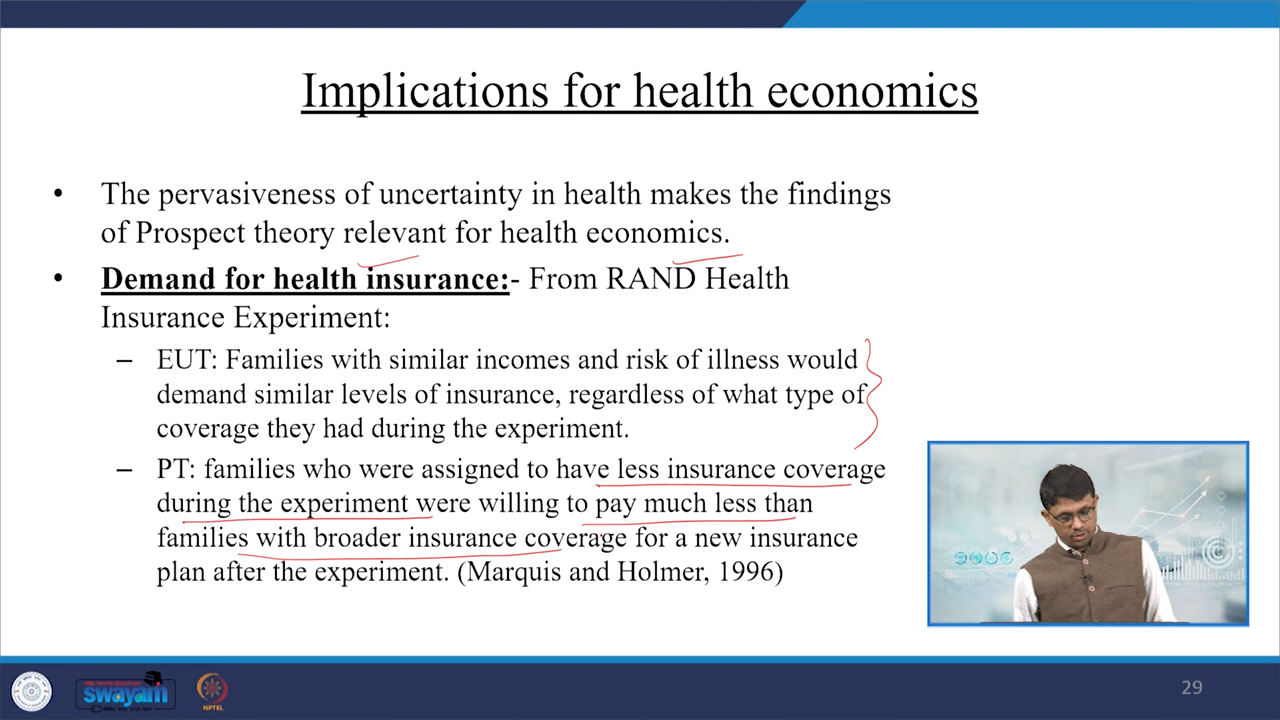 Implications for health economics
• The pervasiveness of uncertainty in health makes the findings
of Prospect theory relevant for health economics.
• Demand for health insurance:- From RAND Health
Insurance Experiment:
– EUT: Families with similar incomes and risk of illness would
demand similar levels of insurance, regardless of what type of
coverage they had during the experiment.
– PT: families who were assigned to have less insurance coverage
during the experiment were willing to pay much less than
families with broader insurance coverage for a new insurance
plan after the experiment. (Marquis and Holmer, 1996)
swayam
NPTEL
29